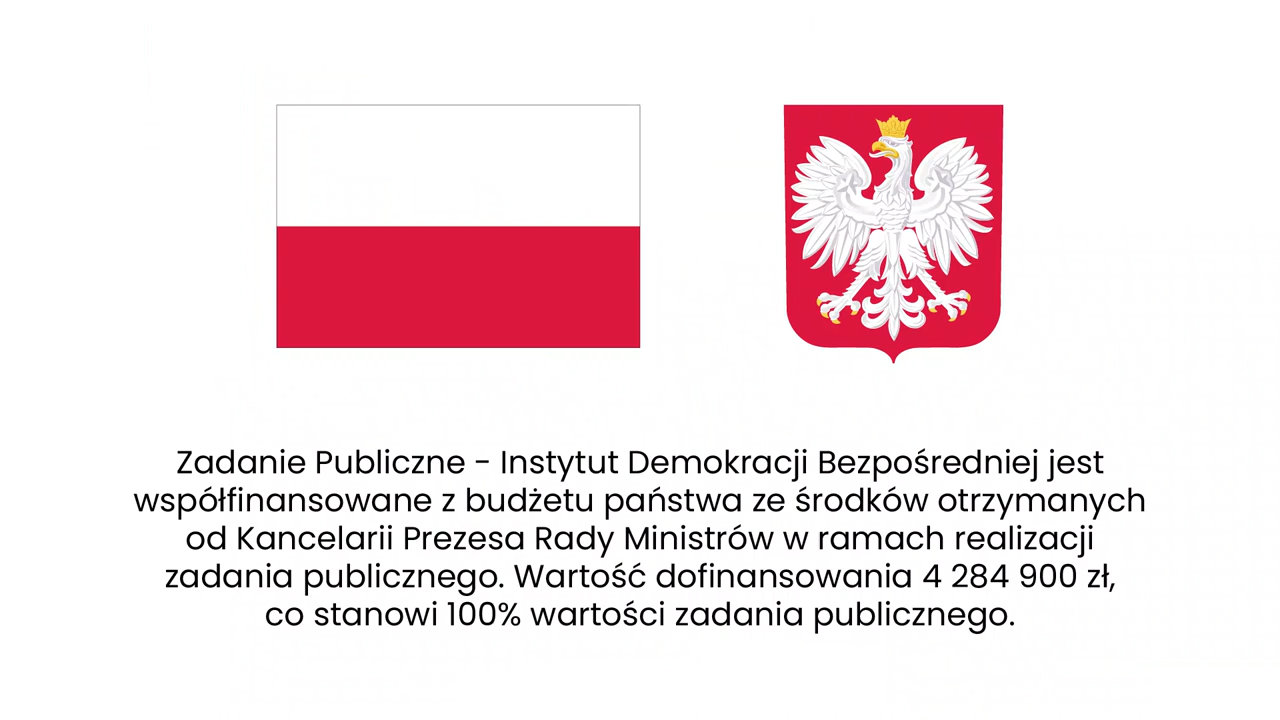 Zadanie Publiczne - Instytut Demokracji Bezpośredniej jest
współfinansowane z budżetu państwa ze środków otrzymanych
od Kancelarii Prezesa Rady Ministrów w ramach realizacji
zadania publicznego. Wartość dofinansowania 4 284 900 zł,
co stanowi 100% wartości zadania publicznego.